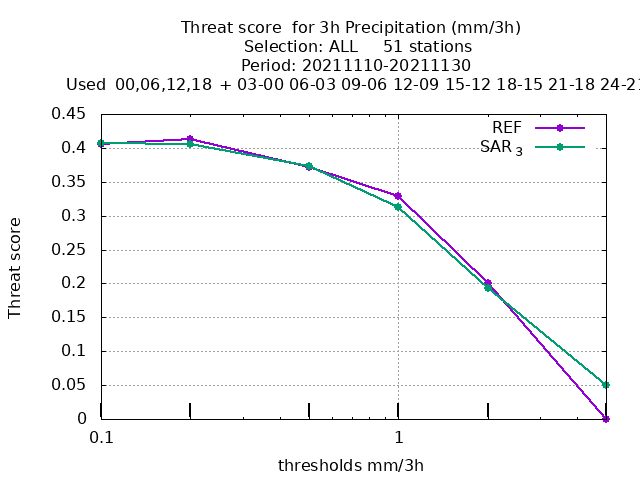 Threat score  for 3h Precipitation (mm/3h)
Selection: ALL     51 stations
Period: 20211110-20211130
Used  00,06,12,18  + 03-00 06-03 09-06 12-09 15-12 18-15 21-18 24-21
REF
SAR 3
0.45
0.4
0.35
0.3
0.25
0.2
0.15
0.1
0.05
0
Threat score
0.1
1
thresholds mm/3h